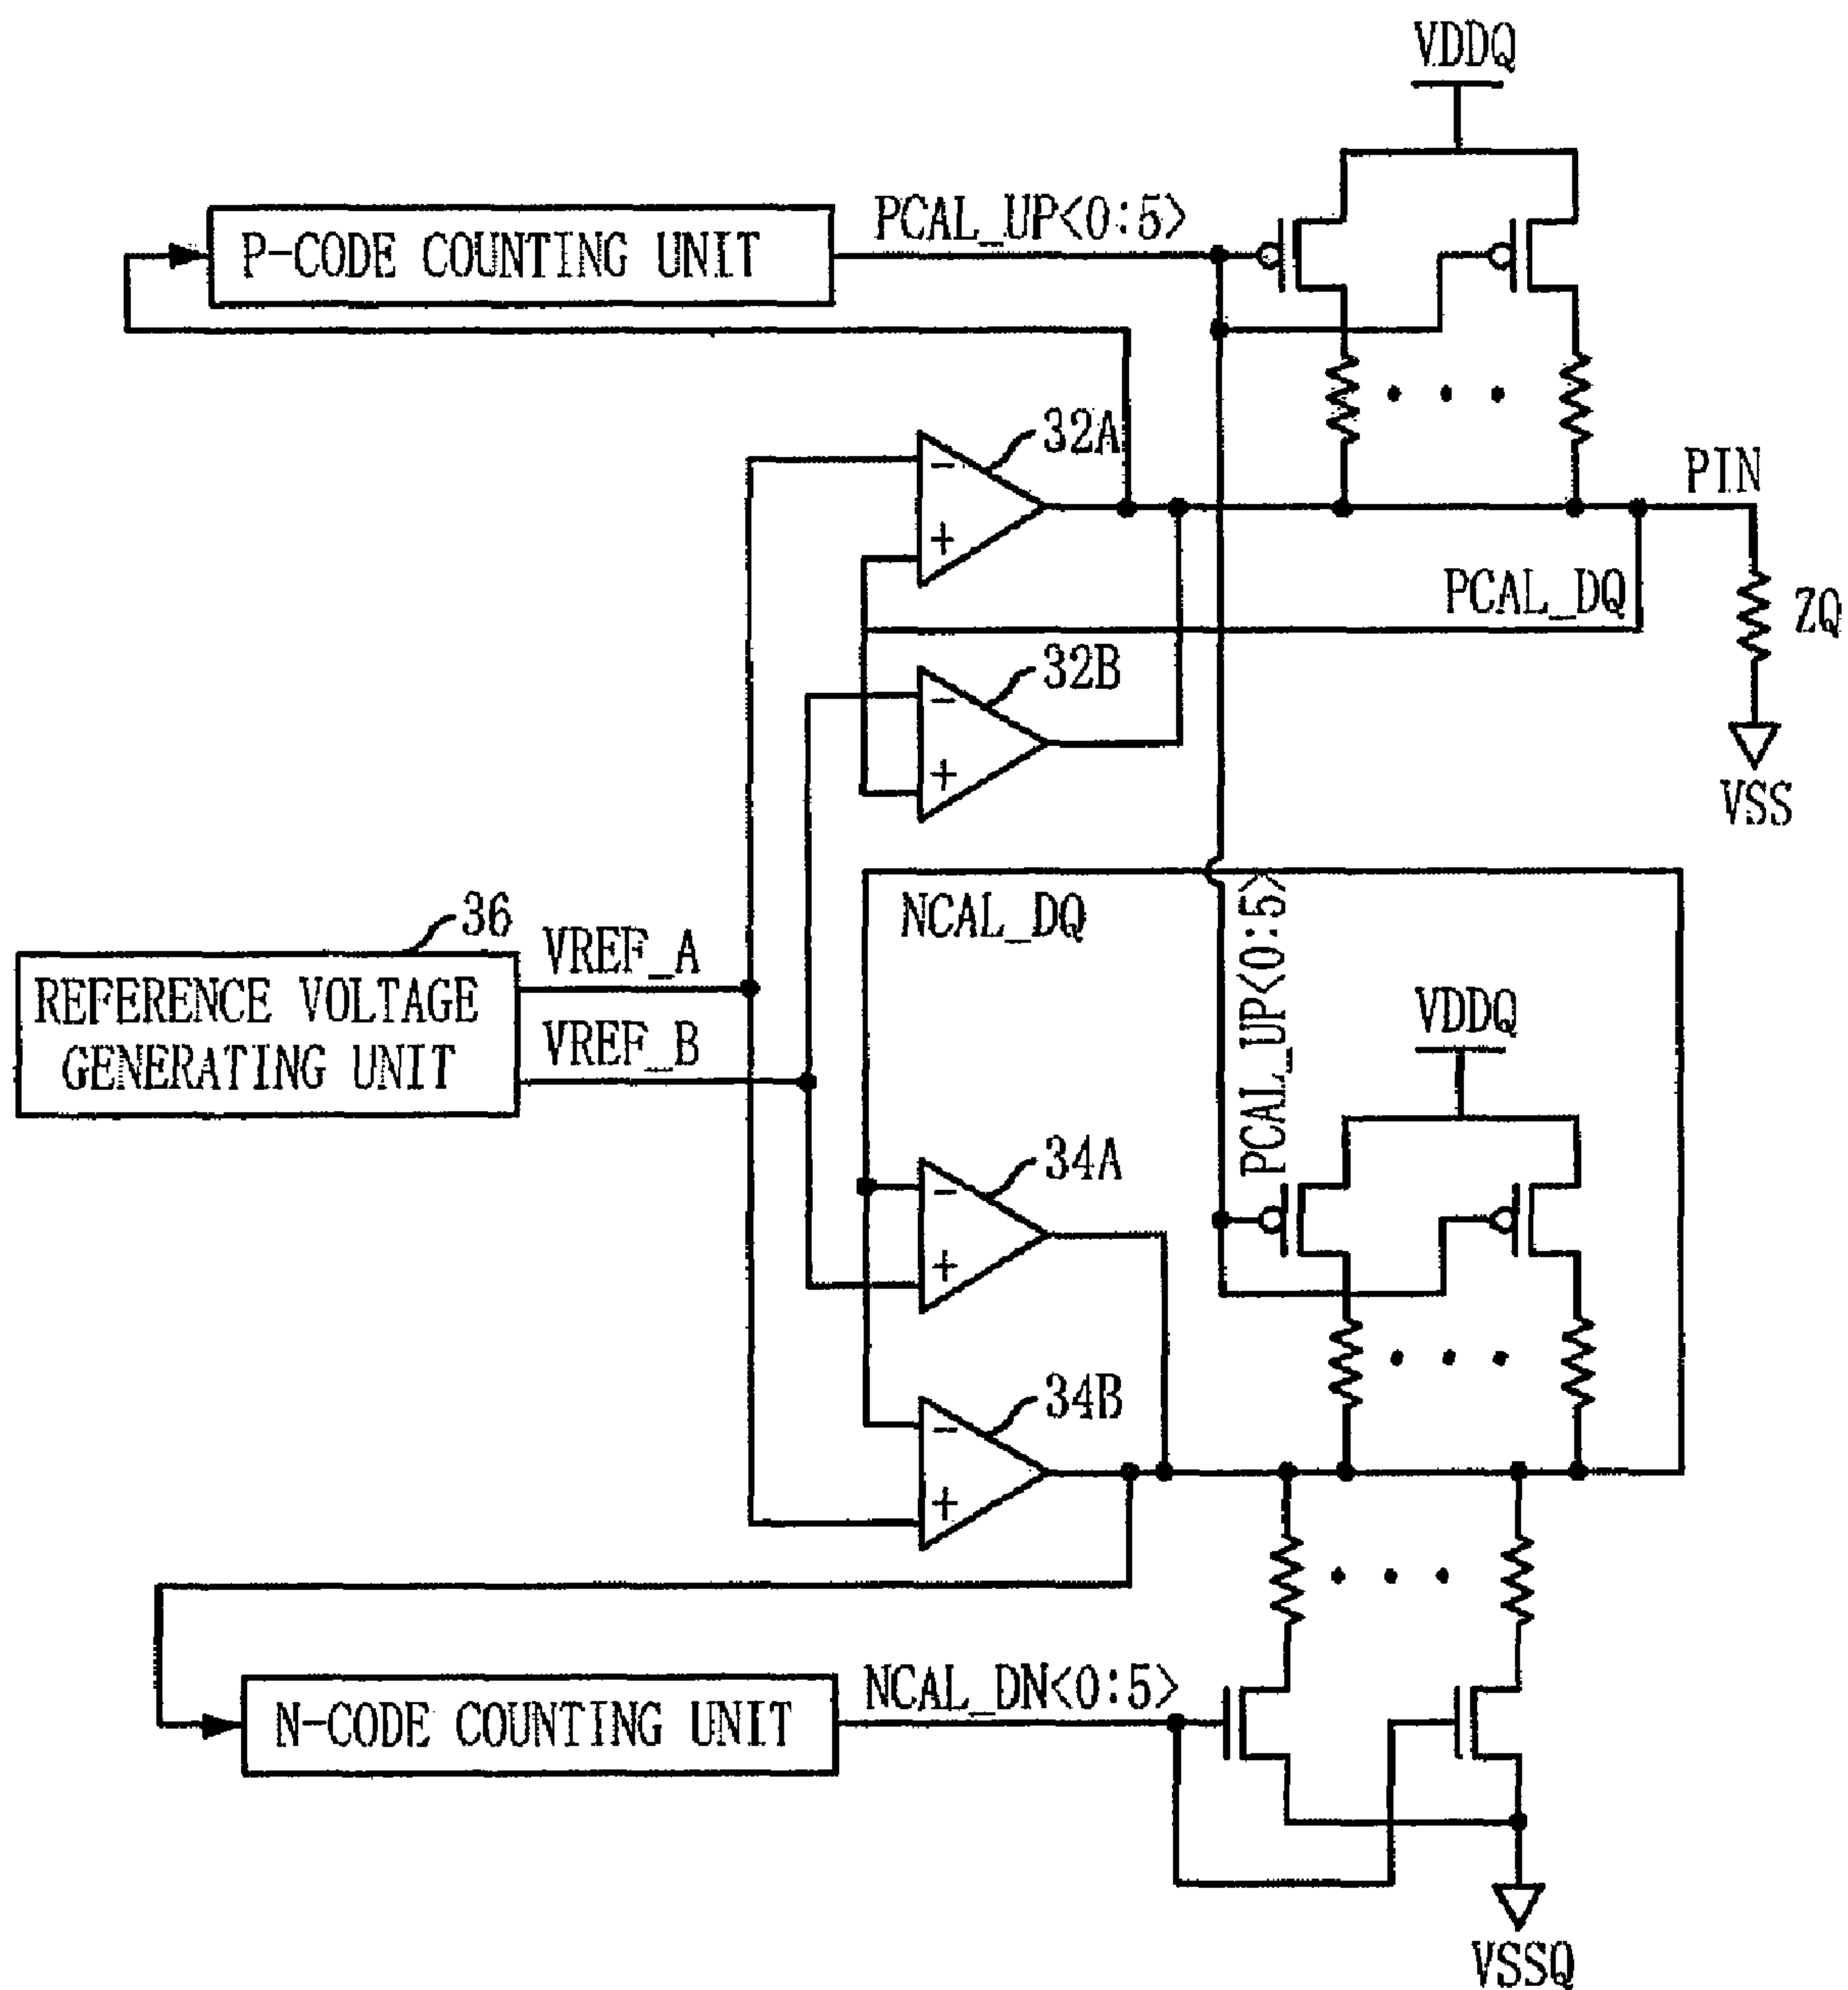 VDDQ
PCAL_UP<0:5>
P-CODE COUNTING UNIT
32A
-
+
PIN
PCAL_DQ
ZQ
32B
-
+
VSS
NCAL_DQ
PCAL_UP<0:5>
36
VREF_A
REFERENCE VOLTAGE
GENERATING UNIT
VREF_B
VDDQ
34A
-
+
34B
-
+
NCAL_DN<0:5>
N-CODE COUNTING UNIT
VSSQ